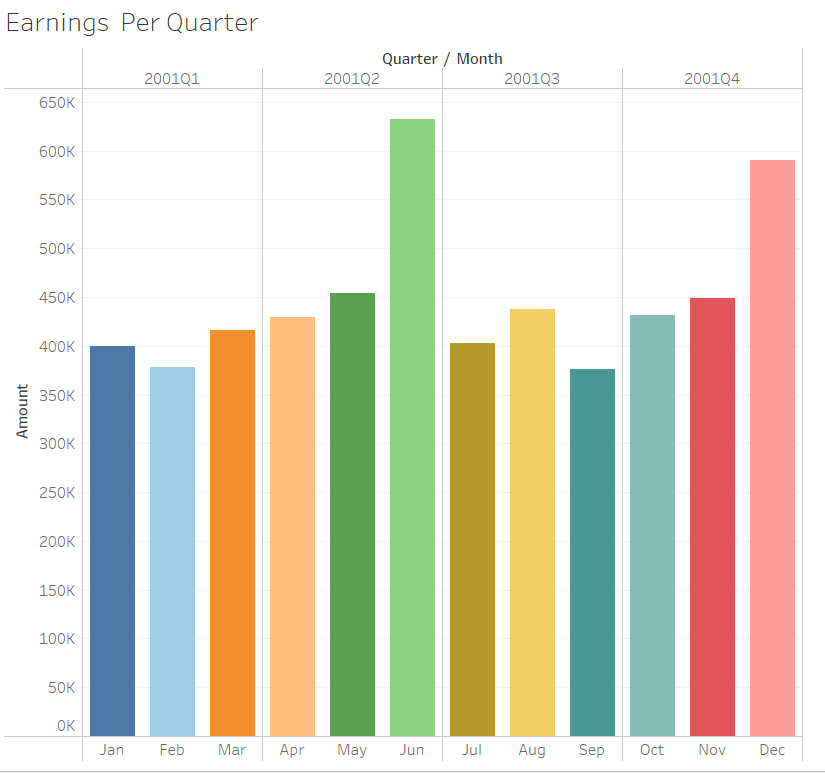 Earnings Per Quarter
Quarter / Month
2001Q1 2001Q2 2001Q3 2001Q4
650K
600K
550K
500K
450K
400K
350K
300K
250K
200K
150K
100K
50K
0K
Amount
Jan Feb Mar Apr May Jun Jul Aug Sep Oct Nov Dec